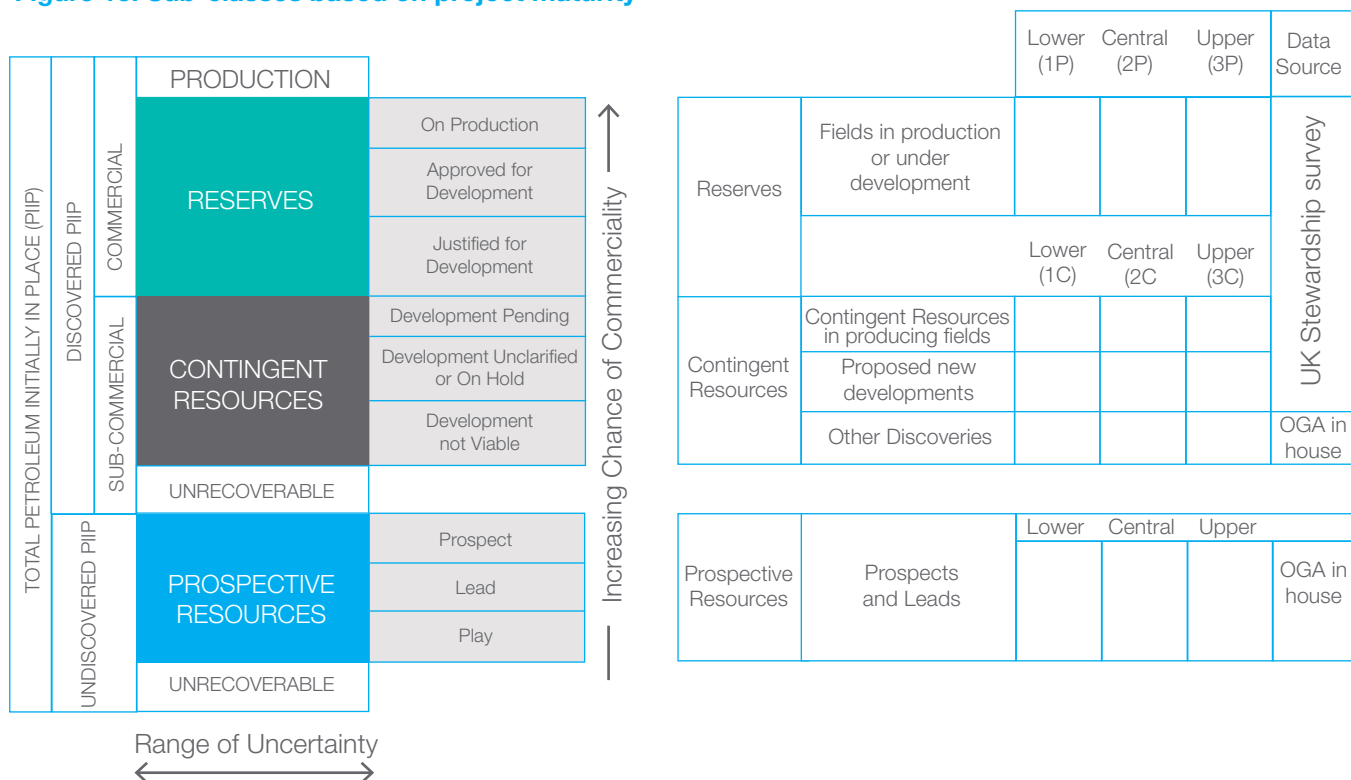 Figure Sub-classes based on project maturity
TOTAL PETROLEUM INITIALLY IN PLACE (PIIP)
DISCOVERED PIIP
UNDISCOVERED PIIP
COMMERCIAL
SUB-COMMERCIAL
PRODUCTION
RESERVES
CONTINGENT
RESOURCES
UNRECOVERABLE
PROSPECTIVE
RESOURCES
UNRECOVERABLE
On Production
Approved for
Development
Justified for
Development
Development Pending
Development Unclarified
or On Hold
Development
not Viable
Prospect
Lead
Play
Increasing Chance of Commerciality
Range of Uncertainty
Lower
(1P)
Central
(2P)
Upper
(3P)
Data
Source
Reserves
Fields in production
or under
development
UK Stewardship survey
Lower
(1C)
Central
(2C
Upper
(3C)
Contingent
Resources
Contingent Resources
in producing fields
Proposed new
developments
Other Discoveries
OGA in
house
Lower
Central
Upper
Prospective
Resources
Prospects
and Leads
OGA in
house